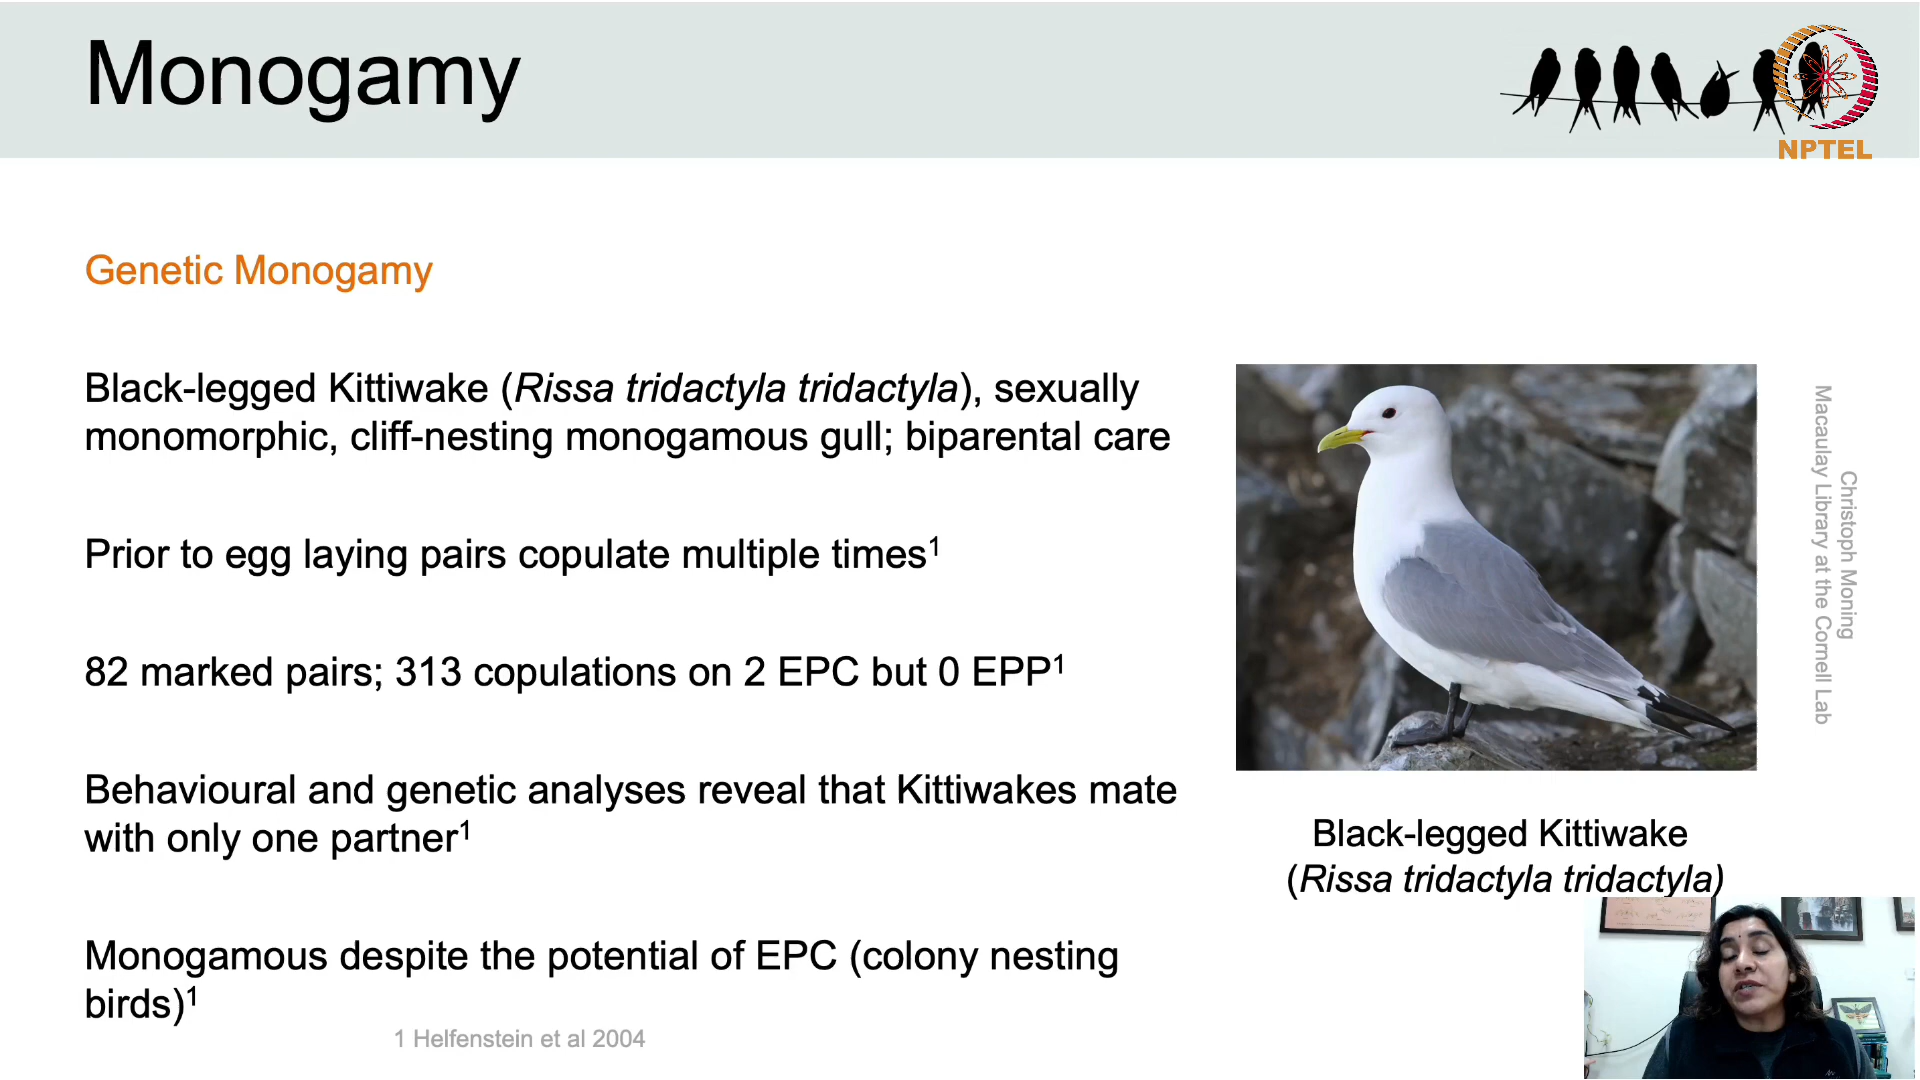 Monogamy
NPTEL
Genetic Monogamy
Black-legged Kittiwake (Rissa tridactyla tridactyla), sexually
monomorphic, cliff-nesting monogamous gull; biparental care
Prior to egg laying pairs copulate multiple times¹
82 marked pairs; 313 copulations on 2 EPC but 0 EPP¹
Behavioural and genetic analyses reveal that Kittiwakes mate
with only one partner¹
Monogamous despite the potential of EPC (colony nesting
birds)¹
1 Helfenstein et al 2004
Christoph Moning
Macaulay Library at the Cornell Lab
Black-legged Kittiwake
(Rissa tridactyla tridactyla)